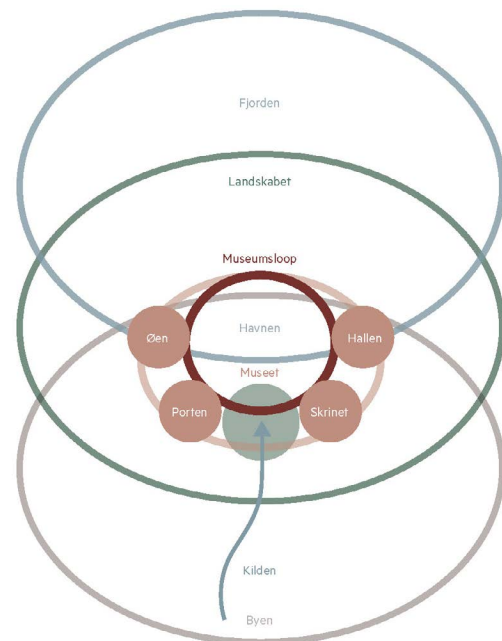 Fjorden
Landskabet
Museumsloop
Øen
Havnen
Hallen
Museet
Porten
Skrinet
Kilden
Byen